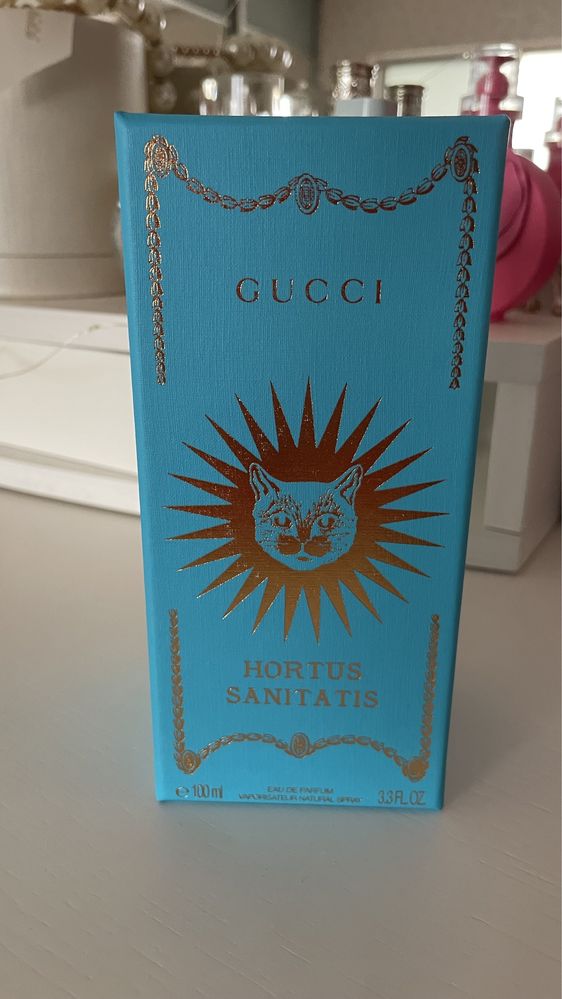 GUCCI
HORTUS
SANITATIS
e 100 ml
EAU DE PARFUM
VAPORISATEUR NATURAL SPRAY
3.3 FL. OZ.